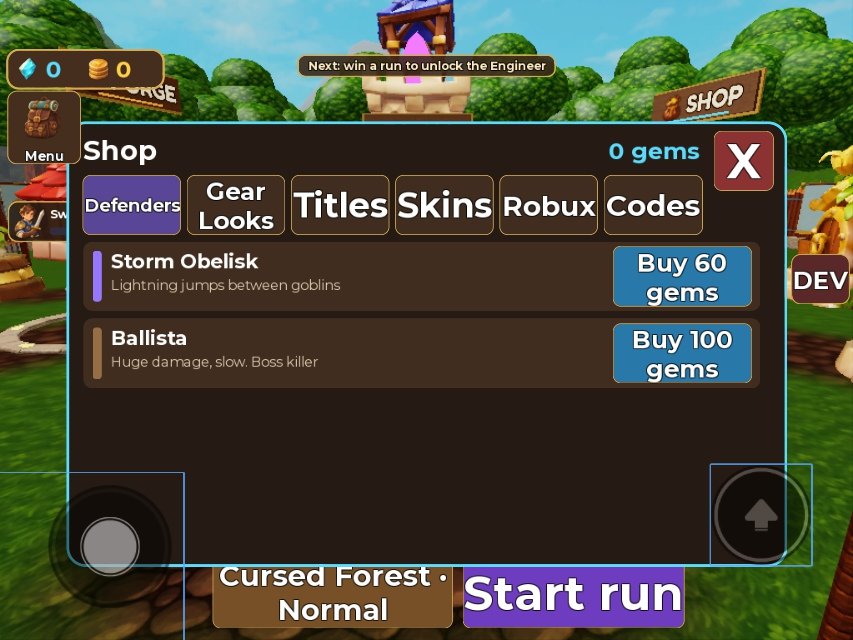 0 0
Next: win a run to unlock the Engineer
SHOP
Menu
Shop
0 gems
X
Defenders
Gear
Looks
Titles
Skins
Robux
Codes
Sw
Storm Obelisk
Lightning jumps between goblins
Buy 60
gems
DEV
Ballista
Huge damage, slow. Boss killer
Buy 100
gems
Cursed Forest •
Normal
Start run